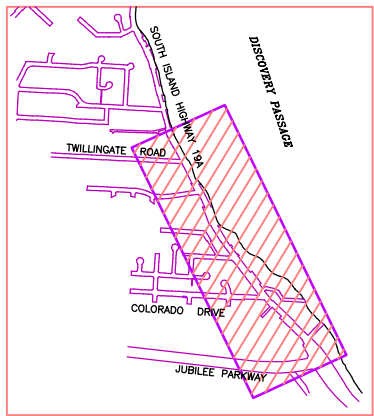 SOUTH ISLAND HIGHWAY 19A
DISCOVERY PASSAGE
TWILLINGATE ROAD
COLORADO DRIVE
JUBILEE PARKWAY